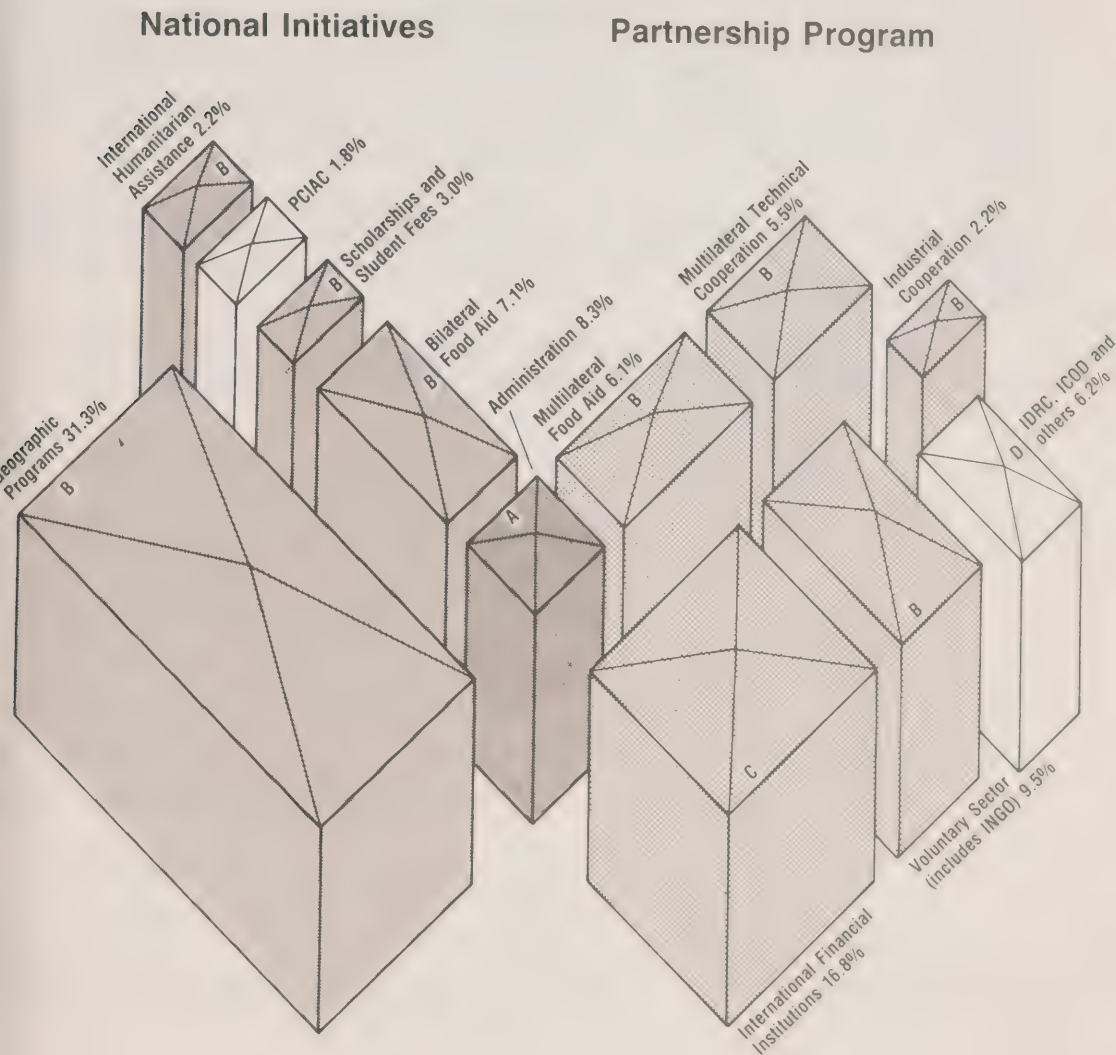 National Initiatives
Partnership Program
International
Humanitarian
Assistance 2.2%
B
PCIAC 1.8%
Scholarships and
Student Fees 3.0%
B
Bilateral
Food Aid 7.1%
B
Administration 8.3%
A
Multilateral
Food Aid 6.1%
B
Multilateral Technical
Cooperation 5.5%
B
Industrial
Cooperation 2.2%
B
IDRC, ICOD and
others 6.2%
D
eographic
Programs 31.3%
B
Voluntary Sector
(includes INGO) 9.5%
B
International Financial
Institutions 16.8%
C